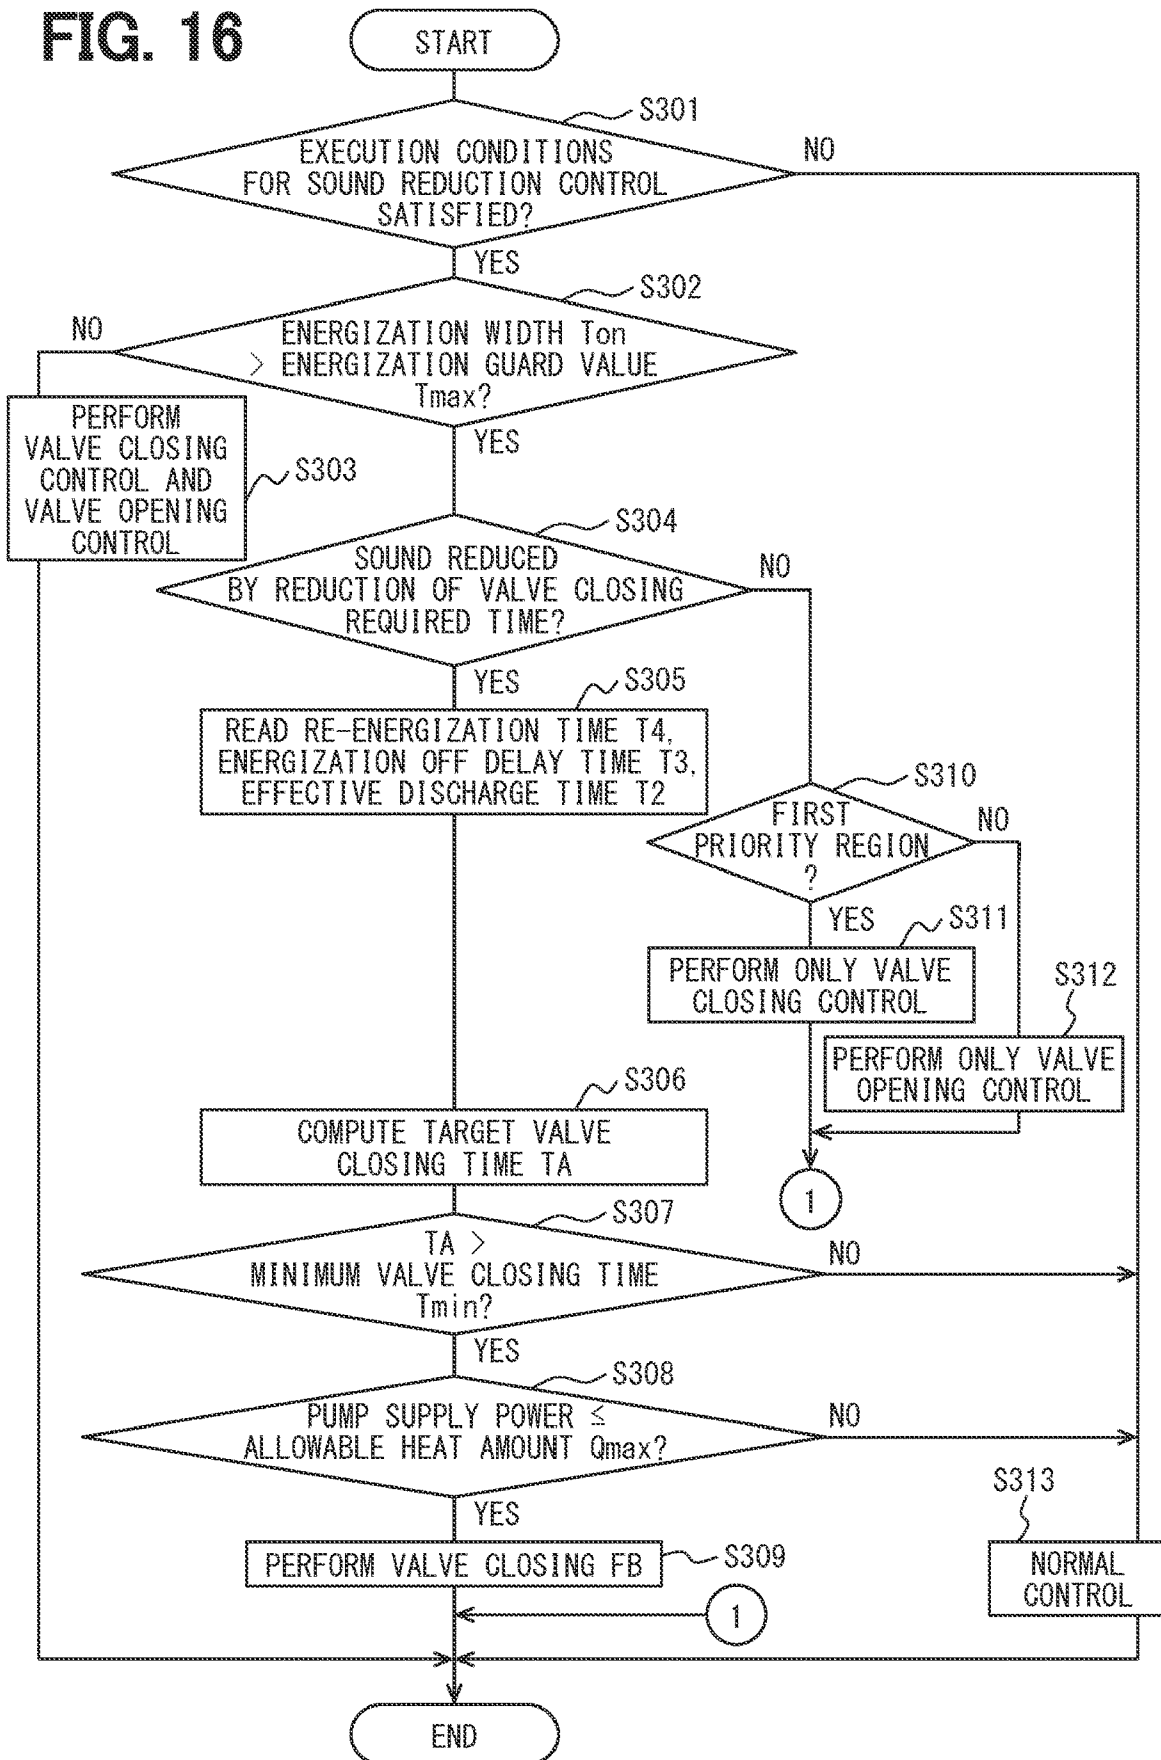 FIG. 16
START
S301
EXECUTION CONDITIONS
FOR SOUND REDUCTION CONTROL
SATISFIED?
NO
YES
S302
NO
ENERGIZATION WIDTH Ton
> ENERGIZATION GUARD VALUE
Tmax?
YES
PERFORM
VALVE CLOSING
CONTROL AND
VALVE OPENING
CONTROL
S303
S304
SOUND REDUCED
BY REDUCTION OF VALVE CLOSING
REQUIRED TIME?
NO
YES
S305
READ RE-ENERGIZATION TIME T4,
ENERGIZATION OFF DELAY TIME T3,
EFFECTIVE DISCHARGE TIME T2
S310
FIRST
PRIORITY REGION
?
NO
YES
S311
PERFORM ONLY VALVE
CLOSING CONTROL
S312
PERFORM ONLY VALVE
OPENING CONTROL
1
S306
COMPUTE TARGET VALVE
CLOSING TIME TA
S307
TA >
MINIMUM VALVE CLOSING TIME
Tmin?
NO
YES
S308
PUMP SUPPLY POWER ≤
ALLOWABLE HEAT AMOUNT Qmax?
NO
YES
S309
PERFORM VALVE CLOSING FB
S313
NORMAL
CONTROL
1
END